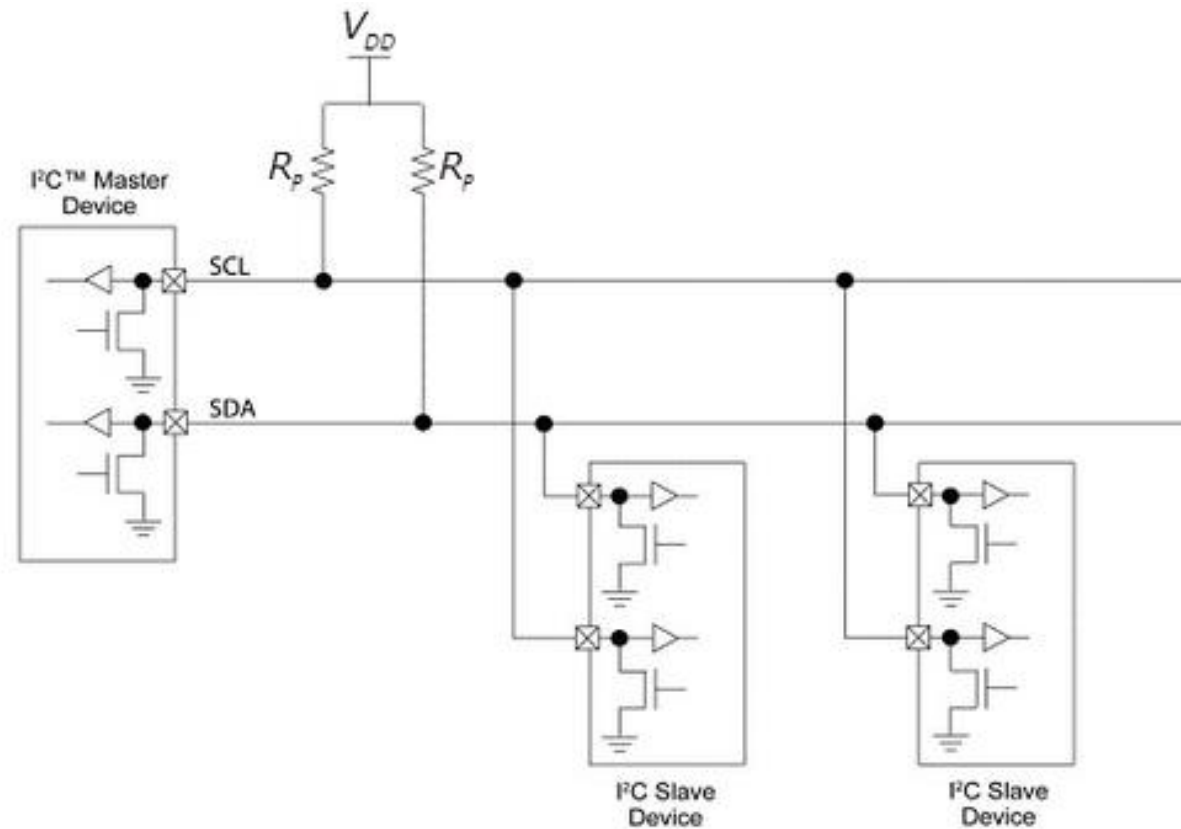 V_DD
R_P R_P
I²C™ Master
Device
SCL
SDA
I²C Slave
Device
I²C Slave
Device